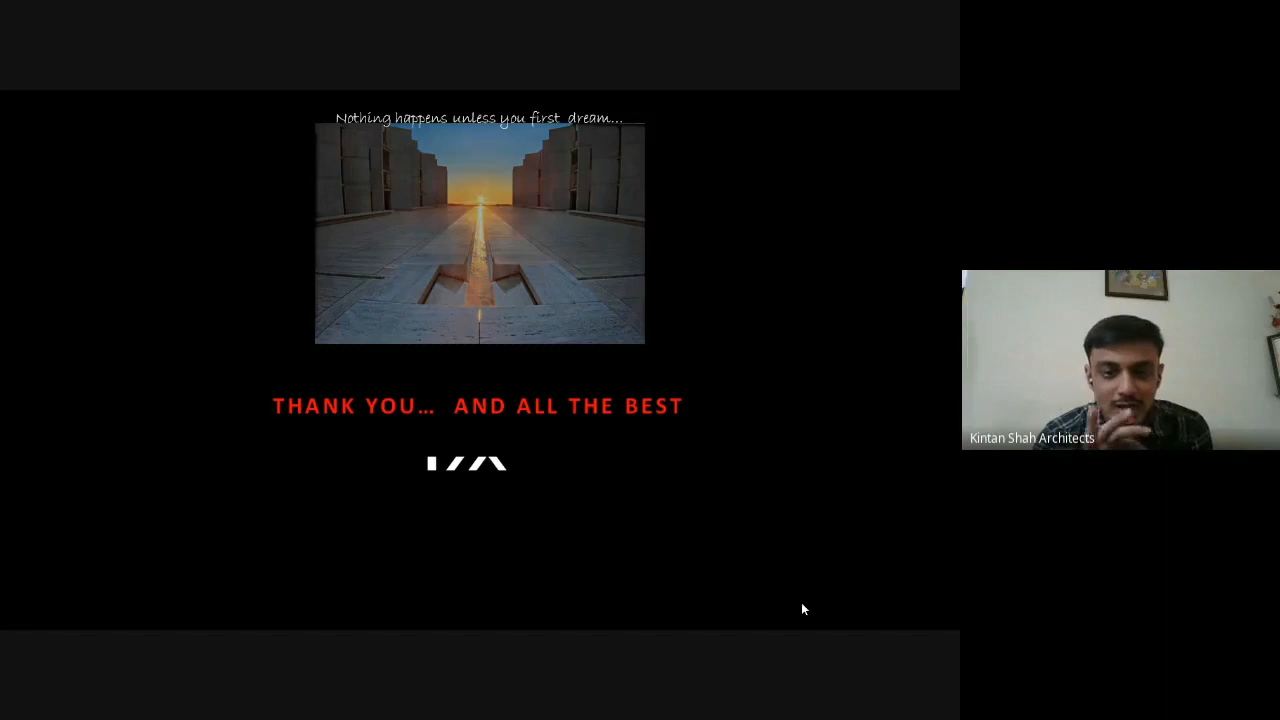 Nothing happens unless you first dream...
THANK YOU... AND ALL THE BEST
Kintan Shah Architects